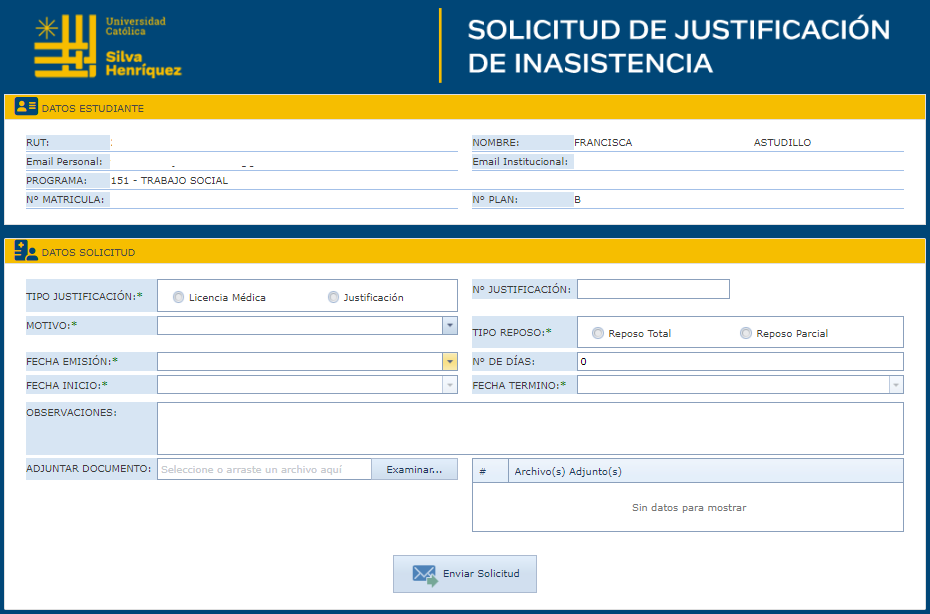 Universidad
Católica
Silva
Henríquez
SOLICITUD DE JUSTIFICACIÓN
DE INASISTENCIA
DATOS ESTUDIANTE
RUT:
NOMBRE: FRANCISCA ASTUDILLO
Email Personal:
Email Institucional:
PROGRAMA: 151 - TRABAJO SOCIAL
Nº MATRICULA:
Nº PLAN: B
DATOS SOLICITUD
TIPO JUSTIFICACIÓN:* Licencia Médica Justificación
Nº JUSTIFICACIÓN:
MOTIVO:*
TIPO REPOSO:* Reposo Total Reposo Parcial
FECHA EMISIÓN:*
Nº DE DÍAS: 0
FECHA INICIO:*
FECHA TERMINO:*
OBSERVACIONES:
ADJUNTAR DOCUMENTO: Seleccione o arraste un archivo aquí Examinar...
# Archivo(s) Adjunto(s)
Sin datos para mostrar
Enviar Solicitud